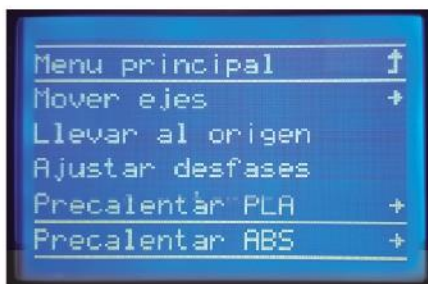 Menu principal
Mover ejes
Llevar al origen
Ajustar desfases
Precalentar PLA
Precalentar ABS